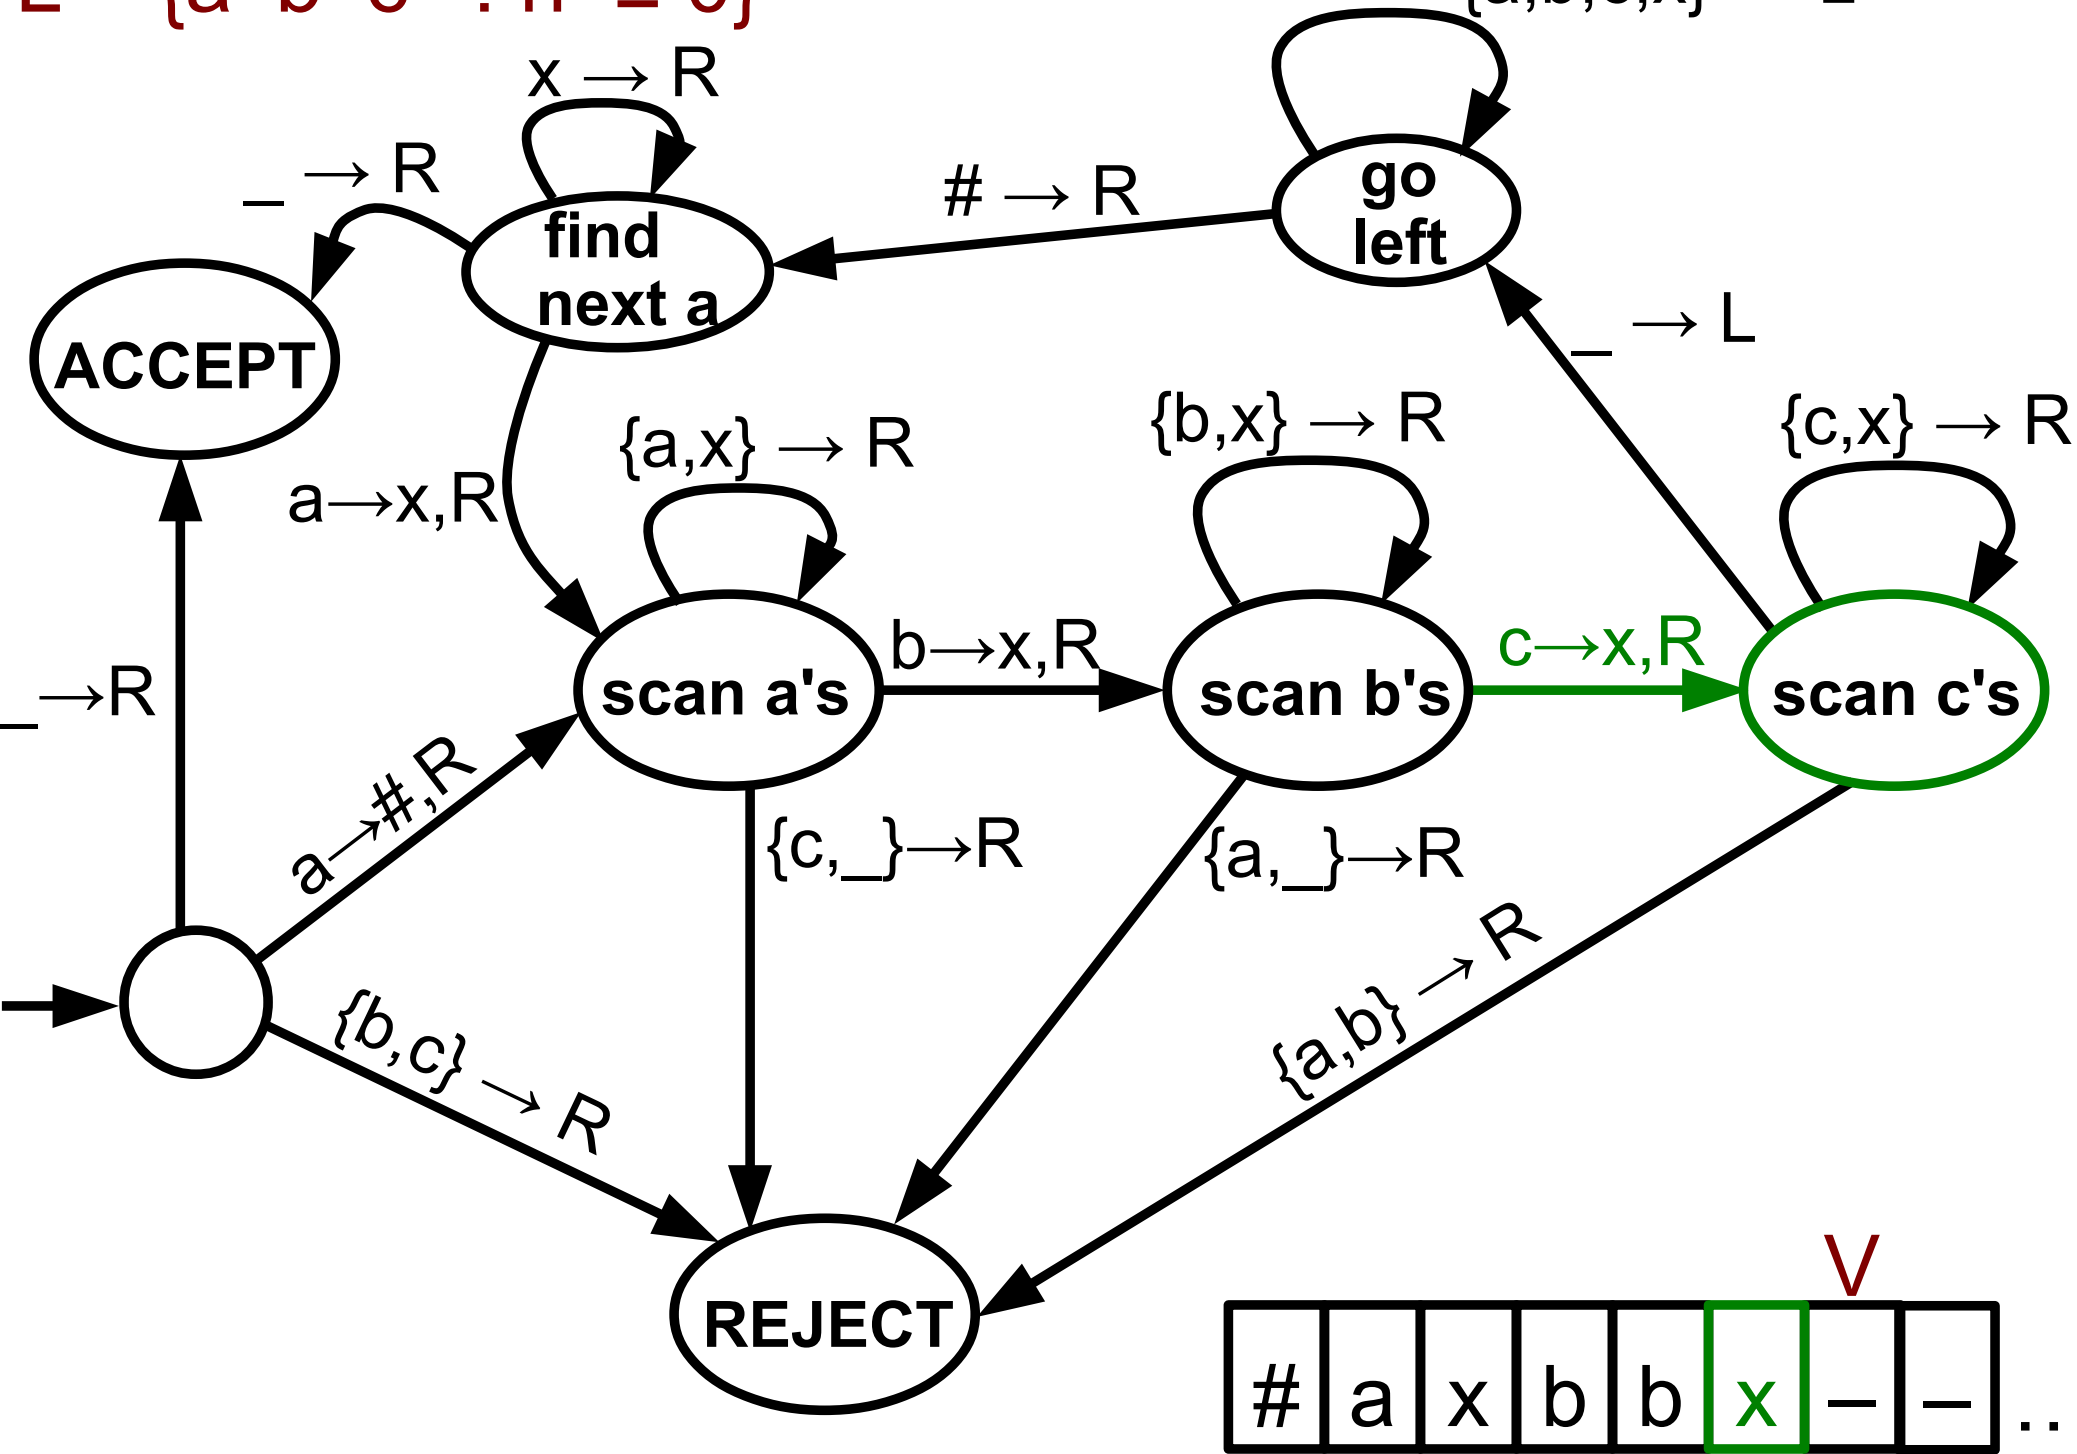 x → R
_ → R
# → R
find
next a
go
left
ACCEPT
_ → L
{a,x} → R
{b,x} → R
{c,x} → R
a→x,R
b→x,R
c→x,R
scan a's
scan b's
scan c's
_→R
a→#,R
{c,_}→R
{a,_}→R
{b,c} → R
{a,b} → R
REJECT
V
# a x b b x _ _ ..